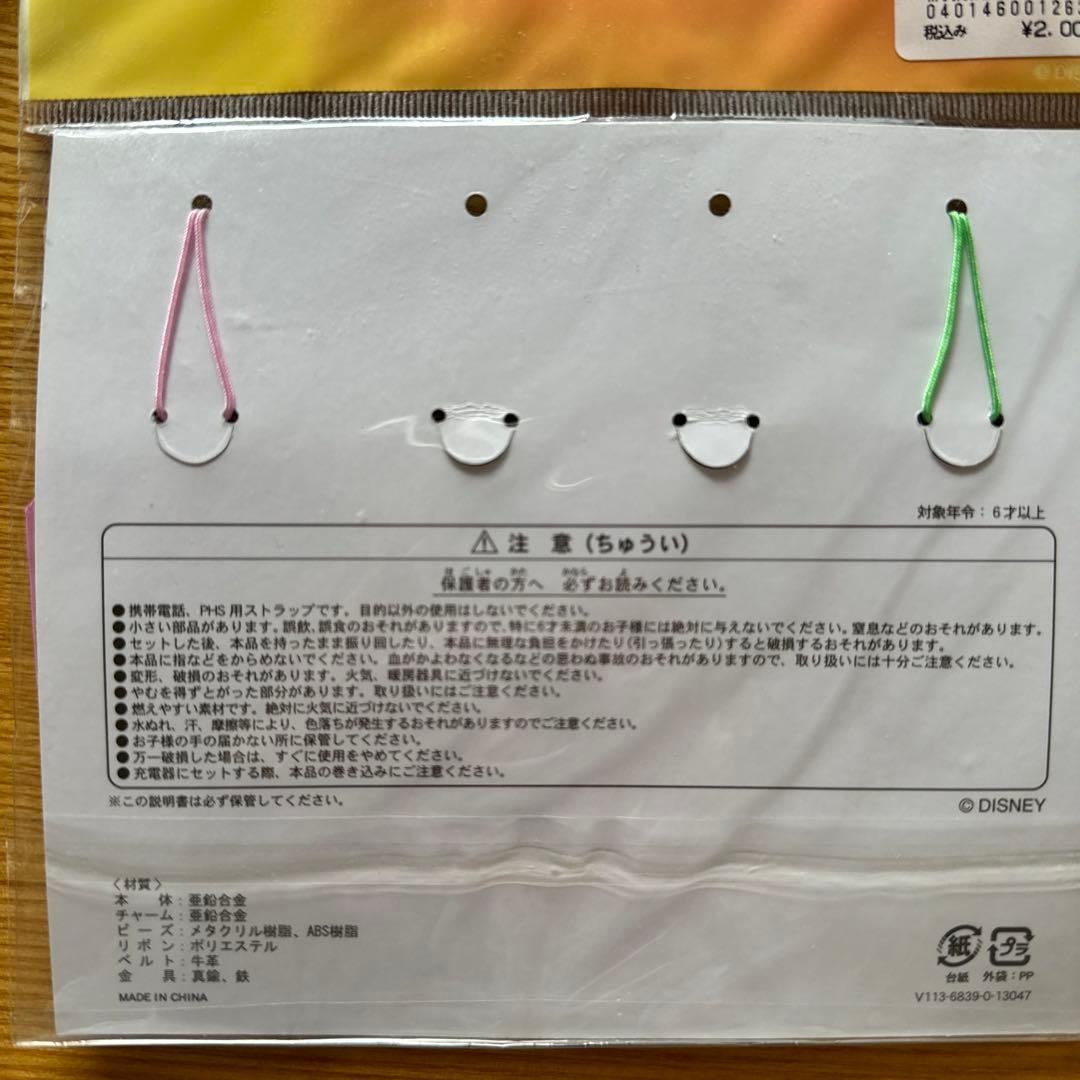 04014600126
税込み ¥2.00
© DIS
対象年令：6才以上
⚠ 注　意（ちゅうい）
保護者の方へ　必ずお読みください。
●携帯電話、PHS用ストラップです。目的以外の使用はしないでください。
●小さい部品があります。誤飲、誤食のおそれがありますので、特に6才未満のお子様には絶対に与えないでください。窒息などのおそれがあります。
●セットした後、本品を持ったまま振り回したり、本品に無理な負担をかけたり(引っ張ったり)すると破損するおそれがあります。
●本品に指などをからめないでください。血がかよわなくなるなどの思わぬ事故のおそれがありますので、取り扱いには十分ご注意ください。
●変形、破損のおそれがあります。火気、暖房器具に近づけないでください。
●やむを得ずとがった部分があります。取り扱いにはご注意ください。
●燃えやすい素材です。絶対に火気に近づけないでください。
●水ぬれ、汗、摩擦等により、色落ちが発生するおそれがありますのでご注意ください。
●お子様の手の届かない所に保管してください。
●万一破損した場合は、すぐに使用をやめてください。
●充電器にセットする際、本品の巻き込みにご注意ください。
※この説明書は必ず保管してください。
© DISNEY
〈材質〉
本　体：亜鉛合金
チャーム：亜鉛合金
ビーズ：メタクリル樹脂、ABS樹脂
リボン：ポリエステル
ベルト：牛革
金　具：真鍮、鉄
MADE IN CHINA
紙 プラ
台紙 外袋：PP
V113-6839-0-13047